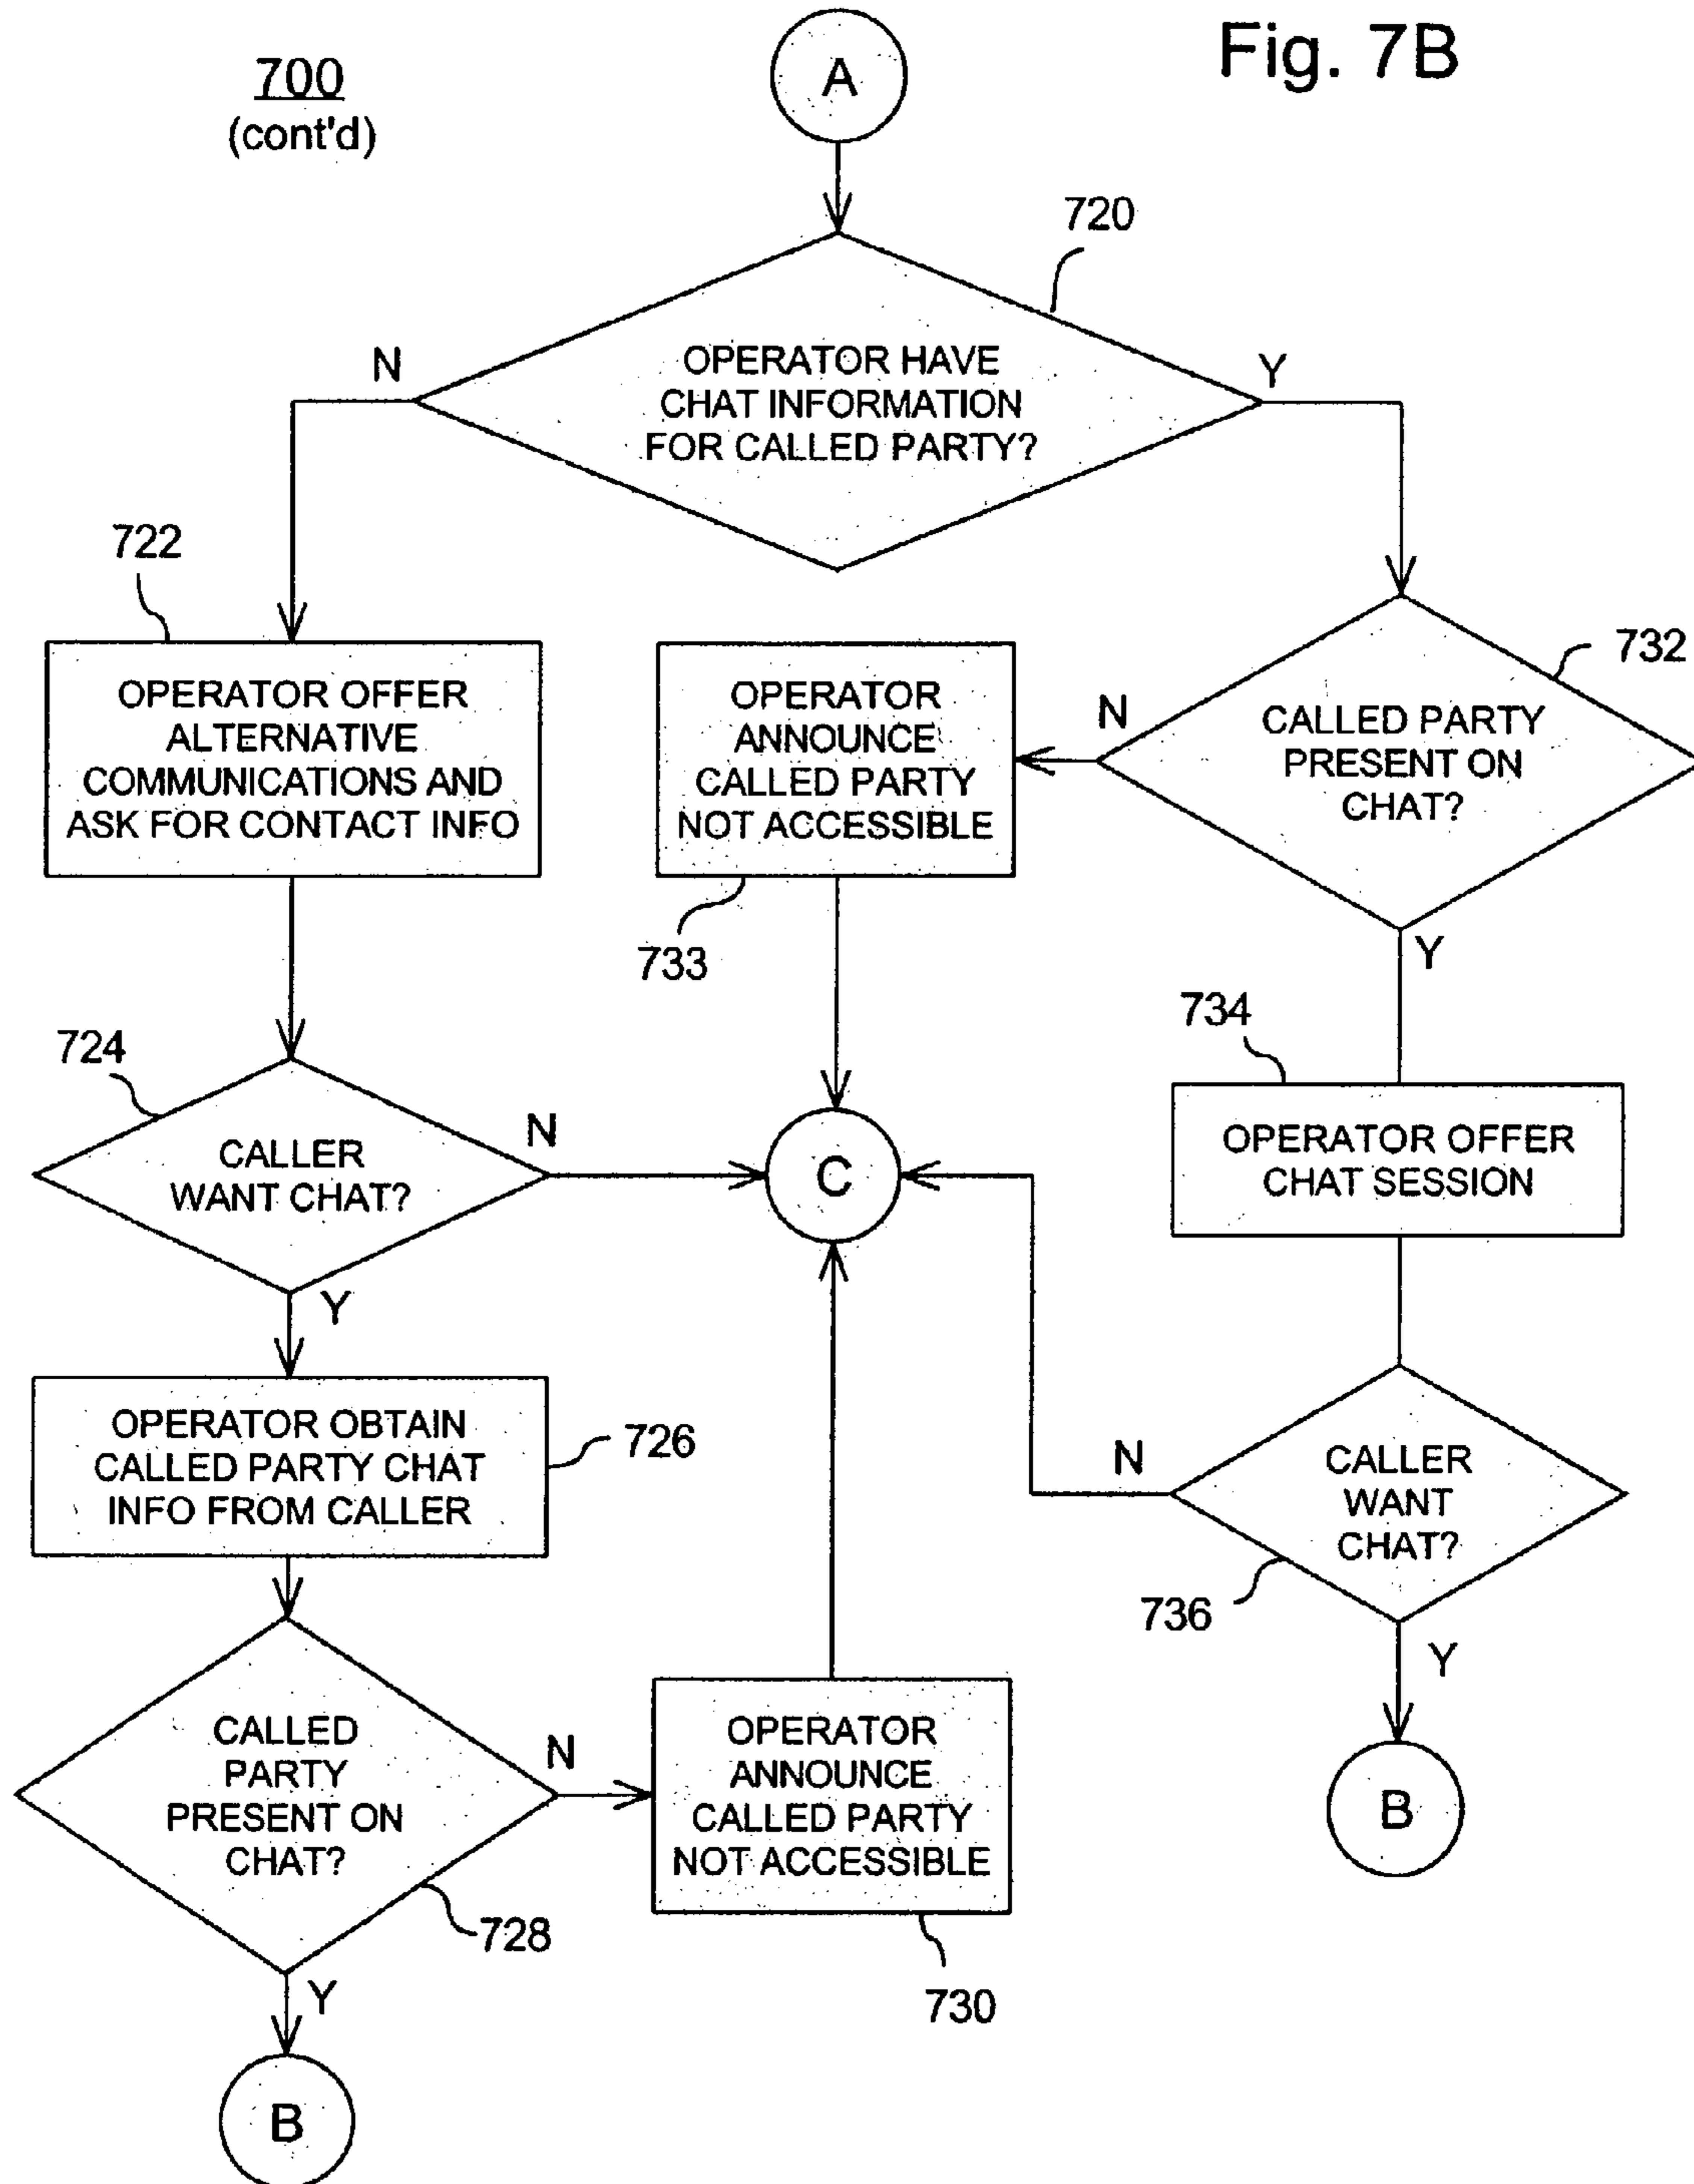 Fig. 7B
700
(cont'd)
A
720
OPERATOR HAVE
CHAT INFORMATION
FOR CALLED PARTY?
N
Y
722
OPERATOR OFFER
ALTERNATIVE
COMMUNICATIONS AND
ASK FOR CONTACT INFO
OPERATOR
ANNOUNCE
CALLED PARTY
NOT ACCESSIBLE
733
732
CALLED PARTY
PRESENT ON
CHAT?
N
Y
734
OPERATOR OFFER
CHAT SESSION
724
CALLER
WANT CHAT?
N
Y
C
726
OPERATOR OBTAIN
CALLED PARTY CHAT
INFO FROM CALLER
CALLER
WANT
CHAT?
N
736
Y
B
CALLED
PARTY
PRESENT ON
CHAT?
N
728
Y
B
OPERATOR
ANNOUNCE
CALLED PARTY
NOT ACCESSIBLE
730